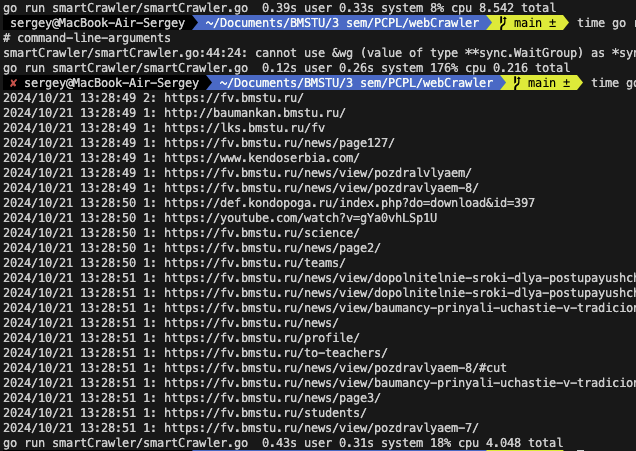 go run smartCrawler/smartCrawler.go  0.39s user 0.33s system 8% cpu 8.542 total
sergey@MacBook-Air-Sergey ~/Documents/BMSTU/3 sem/PCPL/webCrawler main ± time go r
# command-line-arguments
smartCrawler/smartCrawler.go:44:24: cannot use &wg (value of type **sync.WaitGroup) as *sy
go run smartCrawler/smartCrawler.go  0.12s user 0.26s system 176% cpu 0.216 total
✘ sergey@MacBook-Air-Sergey ~/Documents/BMSTU/3 sem/PCPL/webCrawler main ± time go
2024/10/21 13:28:49 2: https://fv.bmstu.ru/
2024/10/21 13:28:49 1: http://baumankan.bmstu.ru/
2024/10/21 13:28:49 1: https://lks.bmstu.ru/fv
2024/10/21 13:28:49 1: https://fv.bmstu.ru/news/page127/
2024/10/21 13:28:49 1: https://www.kendoserbia.com/
2024/10/21 13:28:49 1: https://fv.bmstu.ru/news/view/pozdralvlyaem/
2024/10/21 13:28:49 1: https://fv.bmstu.ru/news/view/pozdravlyaem-8/
2024/10/21 13:28:50 1: https://def.kondopoga.ru/index.php?do=download&id=397
2024/10/21 13:28:50 1: https://youtube.com/watch?v=gYa0vhLSp1U
2024/10/21 13:28:50 1: https://fv.bmstu.ru/science/
2024/10/21 13:28:50 1: https://fv.bmstu.ru/news/page2/
2024/10/21 13:28:50 1: https://fv.bmstu.ru/teams/
2024/10/21 13:28:51 1: https://fv.bmstu.ru/news/view/dopolnitelnie-sroki-dlya-postupayushch
2024/10/21 13:28:51 1: https://fv.bmstu.ru/news/view/dopolnitelnie-sroki-dlya-postupayushch
2024/10/21 13:28:51 1: https://fv.bmstu.ru/news/view/baumancy-prinyali-uchastie-v-tradicion
2024/10/21 13:28:51 1: https://fv.bmstu.ru/news/
2024/10/21 13:28:51 1: https://fv.bmstu.ru/profile/
2024/10/21 13:28:51 1: https://fv.bmstu.ru/to-teachers/
2024/10/21 13:28:51 1: https://fv.bmstu.ru/news/view/pozdravlyaem-8/#cut
2024/10/21 13:28:51 1: https://fv.bmstu.ru/news/view/baumancy-prinyali-uchastie-v-tradicion
2024/10/21 13:28:51 1: https://fv.bmstu.ru/news/page3/
2024/10/21 13:28:51 1: https://fv.bmstu.ru/students/
2024/10/21 13:28:51 1: https://fv.bmstu.ru/news/view/pozdravlyaem-7/
go run smartCrawler/smartCrawler.go  0.43s user 0.31s system 18% cpu 4.048 total